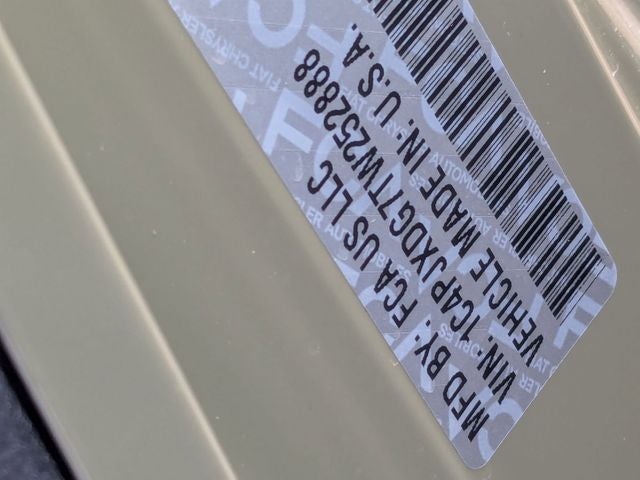 MFD BY: FCA US LLC
VIN-1C4PJXDG7TW252888
VEHICLE MADE IN: U.S.A.